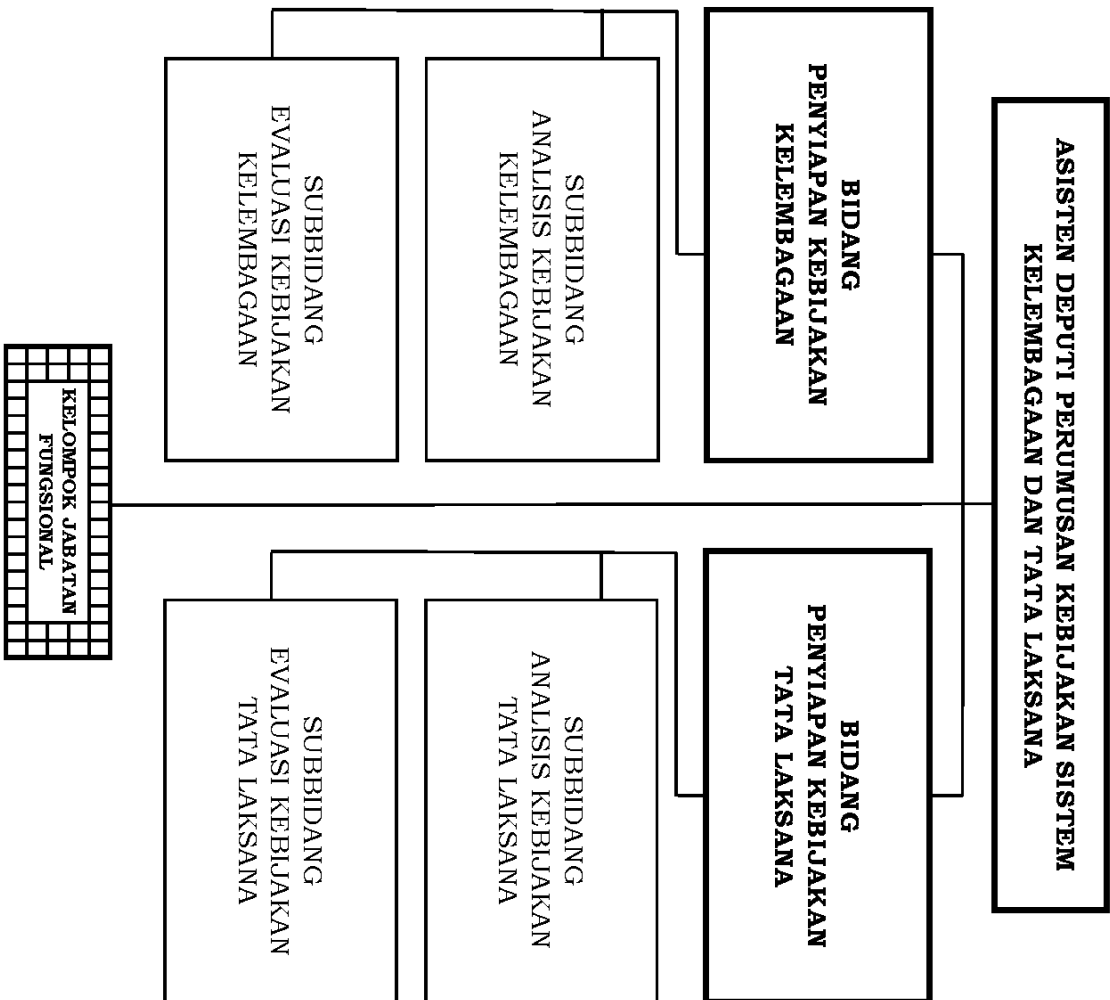 ASISTEN DEPUTI PERUMUSAN KEBIJAKAN SISTEM
KELEMBAGAAN DAN TATA LAKSANA
BIDANG
PENYIAPAN KEBIJAKAN
KELEMBAGAAN
BIDANG
PENYIAPAN KEBIJAKAN
TATA LAKSANA
SUBBIDANG
ANALISIS KEBIJAKAN
KELEMBAGAAN
SUBBIDANG
ANALISIS KEBIJAKAN
TATA LAKSANA
SUBBIDANG
EVALUASI KEBIJAKAN
KELEMBAGAAN
SUBBIDANG
EVALUASI KEBIJAKAN
TATA LAKSANA
KELOMPOK JABATAN
FUNGSIONAL